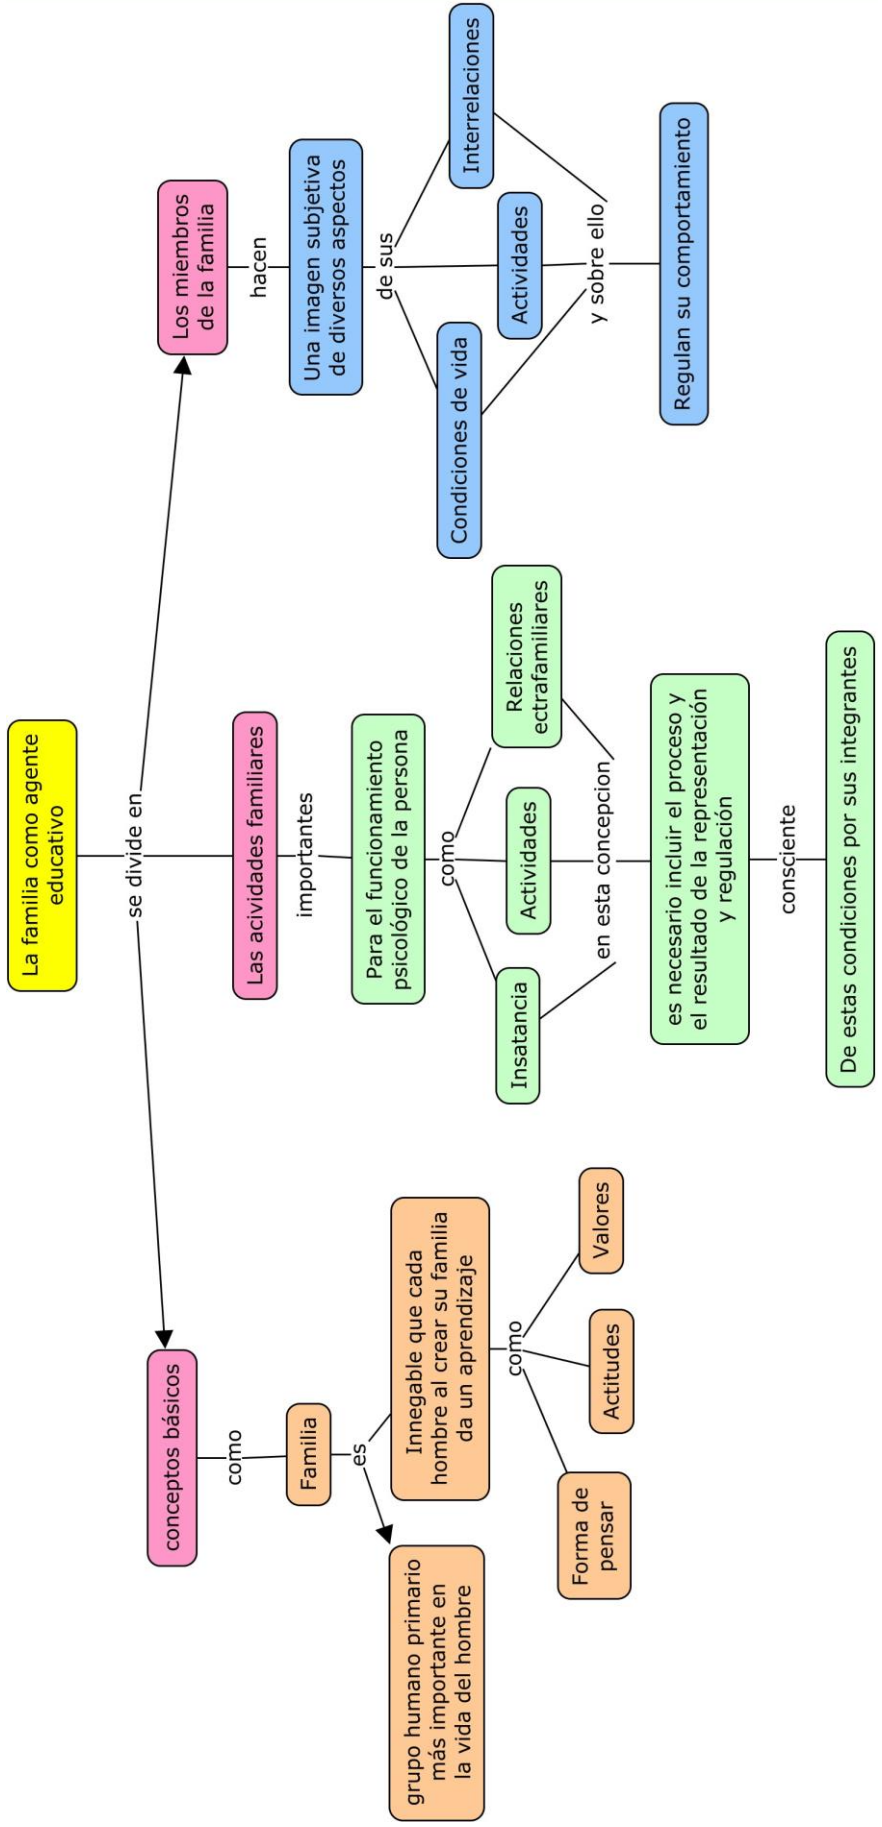 La familia como agente
educativo
se divide en
conceptos básicos
como
Familia
es
grupo humano primario
más importante en
la vida del hombre
Innegable que cada
hombre al crear su familia
da un aprendizaje
como
Forma de
pensar
Actitudes
Valores
Las acividades familiares
importantes
Para el funcionamiento
psicológico de la persona
como
Insatancia
Actividades
Relaciones
ectrafamiliares
en esta concepcion
es necesario incluir el proceso y
el resultado de la representación
y regulación
consciente
De estas condiciones por sus integrantes
Los miembros
de la familia
hacen
Una imagen subjetiva
de diversos aspectos
de sus
Condiciones de vida
Actividades
Interrelaciones
y sobre ello
Regulan su comportamiento